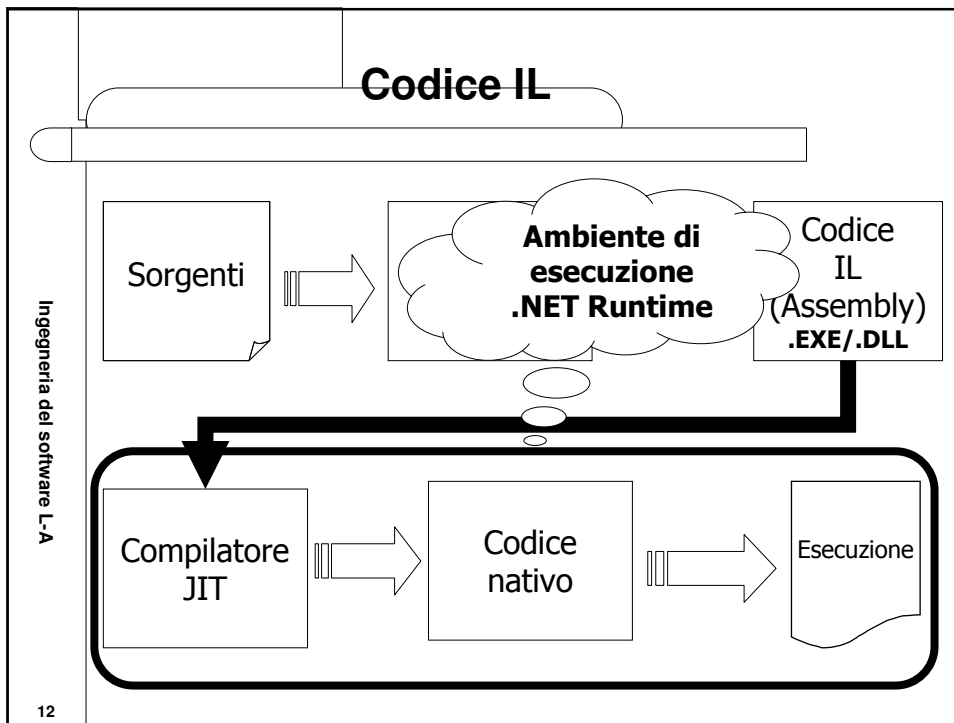 Codice IL
Sorgenti
Ambiente di
esecuzione
.NET Runtime
Codice
IL
(Assembly)
.EXE/.DLL
Compilatore
JIT
Codice
nativo
Esecuzione
Ingegneria del software L-A
12